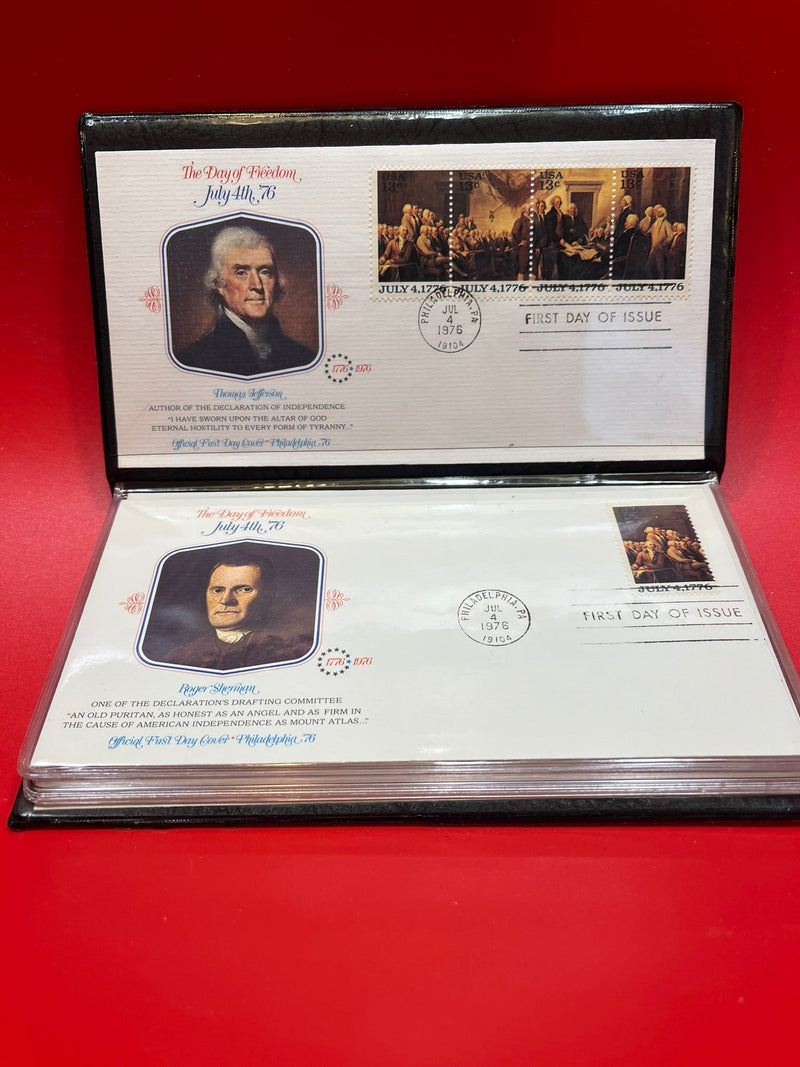 The Day of Freedom
July 4th, '76
1776 ★ 1976
Thomas Jefferson
AUTHOR OF THE DECLARATION OF INDEPENDENCE
"I HAVE SWORN UPON THE ALTAR OF GOD
ETERNAL HOSTILITY TO EVERY FORM OF TYRANNY..."
Official First Day Cover ★ Philadelphia '76
USA 13c USA 13c USA 13c USA 13c
JULY 4,1776 JULY 4,1776 JULY 4,1776 JULY 4,1776
PHILADELPHIA, PA
JUL
4
1976
19104
FIRST DAY OF ISSUE
The Day of Freedom
July 4th, '76
1776 ★ 1976
Roger Sherman
ONE OF THE DECLARATION'S DRAFTING COMMITTEE
"AN OLD PURITAN, AS HONEST AS AN ANGEL AND AS FIRM IN
THE CAUSE OF AMERICAN INDEPENDENCE AS MOUNT ATLAS..."
Official First Day Cover ★ Philadelphia '76
PHILADELPHIA, PA
JUL
4
1976
19104
JULY 4,1776
FIRST DAY OF ISSUE